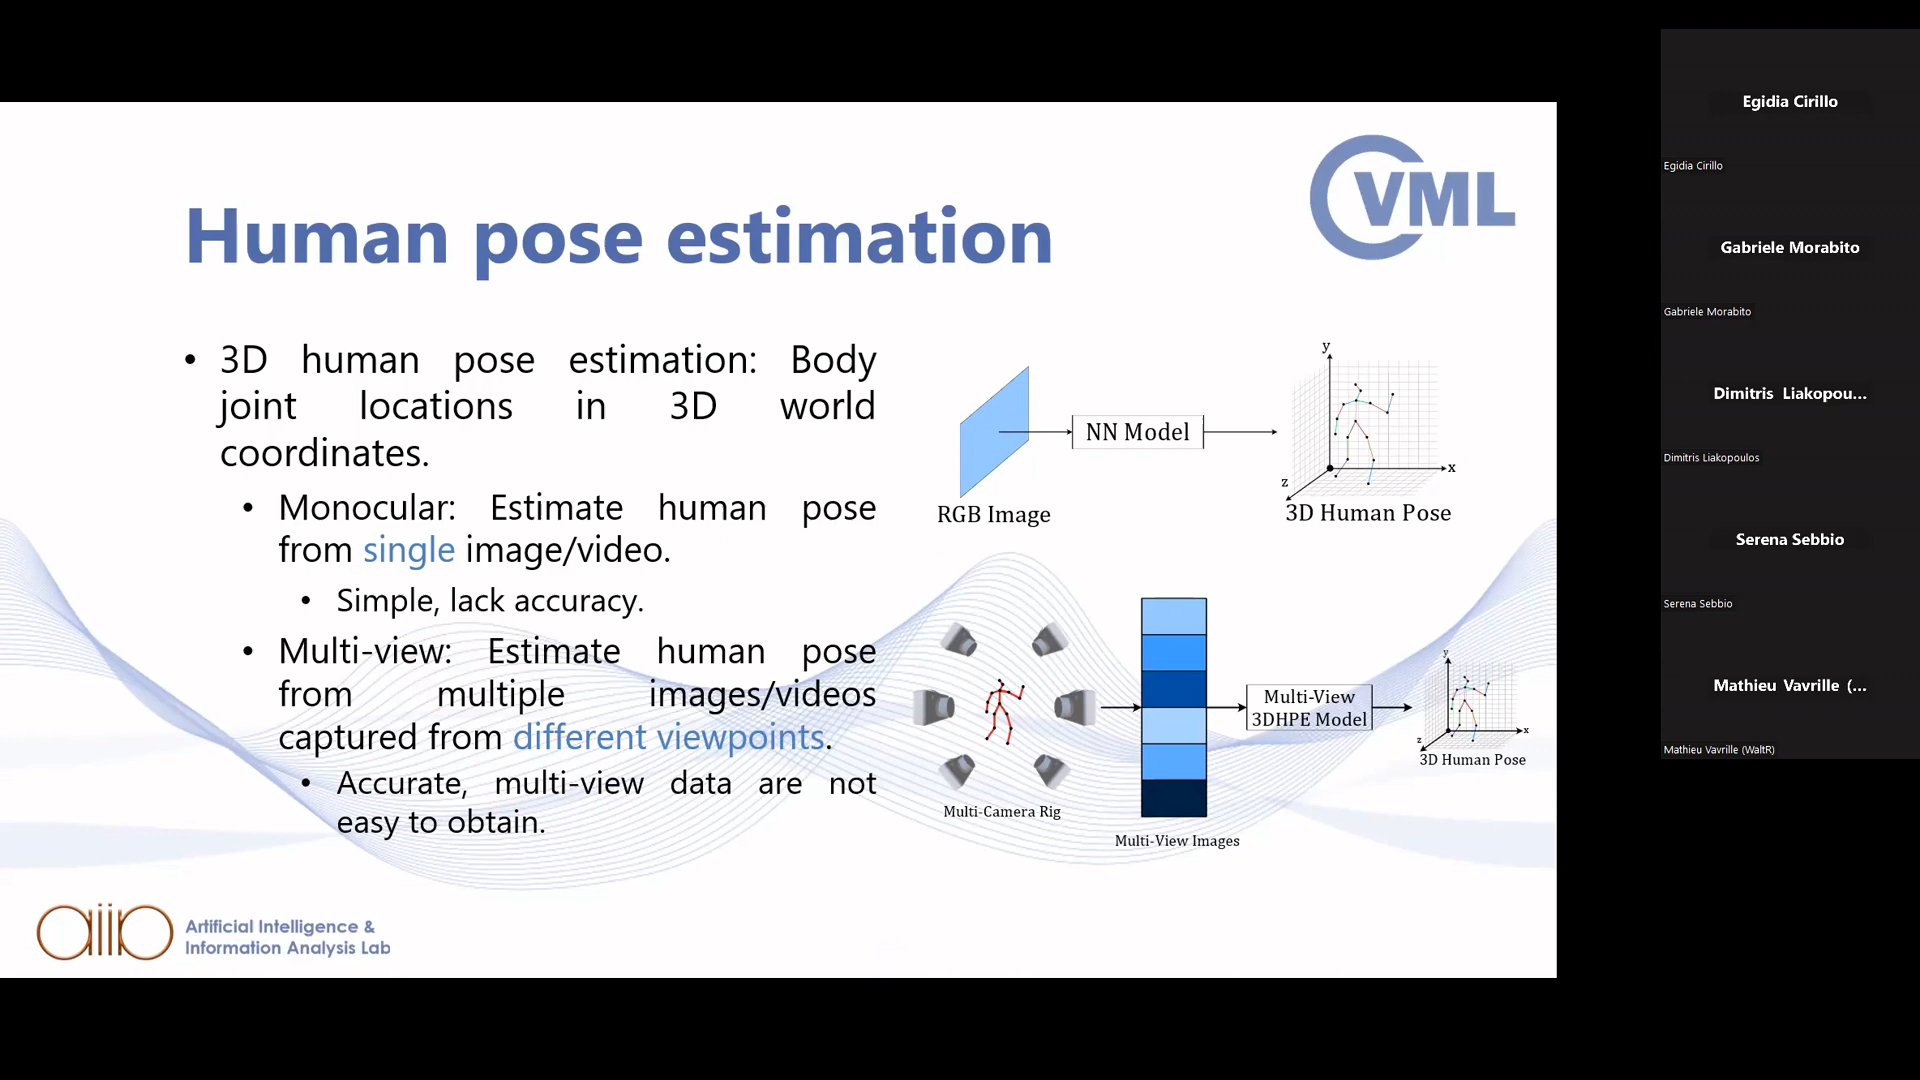 CVML
Human pose estimation
• 3D human pose estimation: Body
joint locations in 3D world
coordinates.
• Monocular: Estimate human pose
from single image/video.
• Simple, lack accuracy.
• Multi-view: Estimate human pose
from multiple images/videos
captured from different viewpoints.
• Accurate, multi-view data are not
easy to obtain.
RGB Image
NN Model
y
x
z
3D Human Pose
Multi-Camera Rig
Multi-View Images
Multi-View
3DHPE Model
y
x
z
3D Human Pose
aiia
Artificial Intelligence &
Information Analysis Lab
Egidia Cirillo
Egidia Cirillo
Gabriele Morabito
Gabriele Morabito
Dimitris Liakopou...
Dimitris Liakopoulos
Serena Sebbio
Serena Sebbio
Mathieu Vavrille (...
Mathieu Vavrille (WaltR)